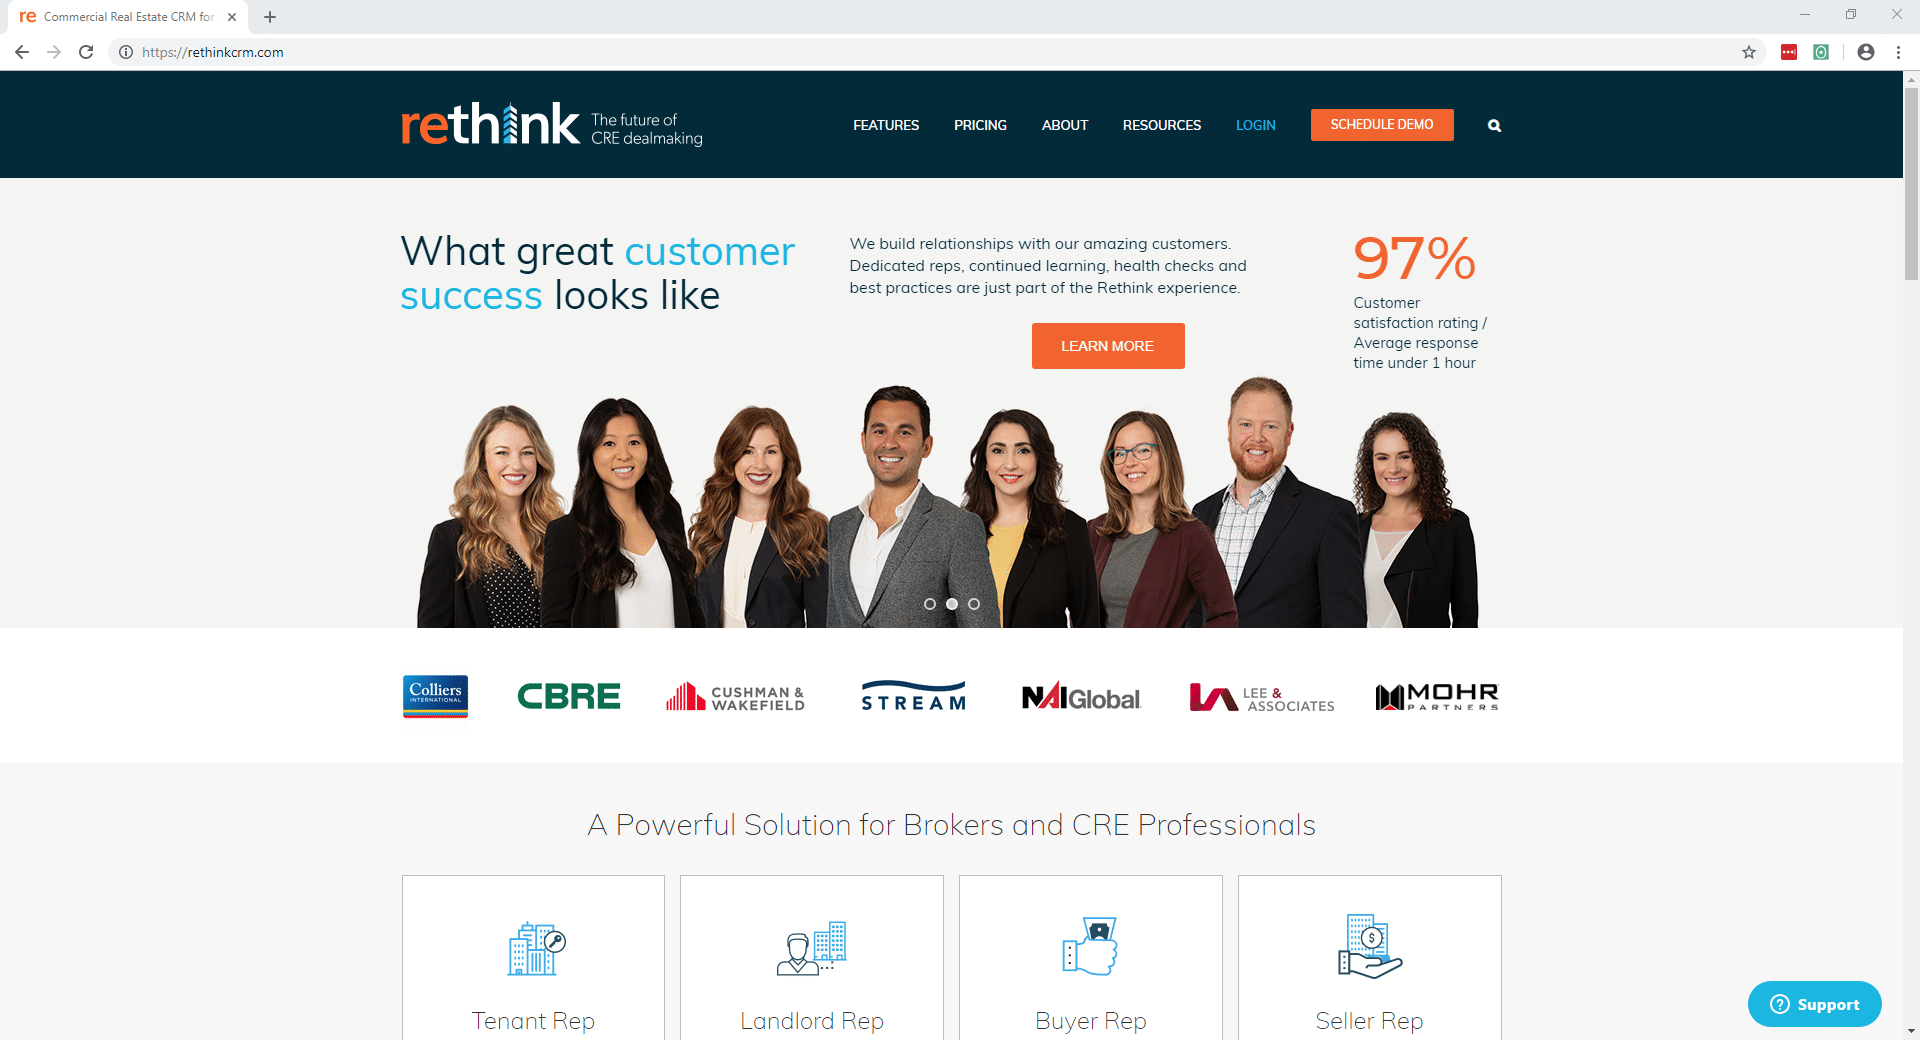 re Commercial Real Estate CRM for
https://rethinkcrm.com
rethink
The future of
CRE dealmaking
FEATURES
PRICING
ABOUT
RESOURCES
LOGIN
SCHEDULE DEMO
What great customer
success looks like
We build relationships with our amazing customers.
Dedicated reps, continued learning, health checks and
best practices are just part of the Rethink experience.
LEARN MORE
97%
Customer
satisfaction rating /
Average response
time under 1 hour
Colliers
INTERNATIONAL
CBRE
CUSHMAN &
WAKEFIELD
STREAM
NAIGlobal
LEE &
ASSOCIATES
MOHR
PARTNERS
A Powerful Solution for Brokers and CRE Professionals
Tenant Rep
Landlord Rep
Buyer Rep
Seller Rep
? Support